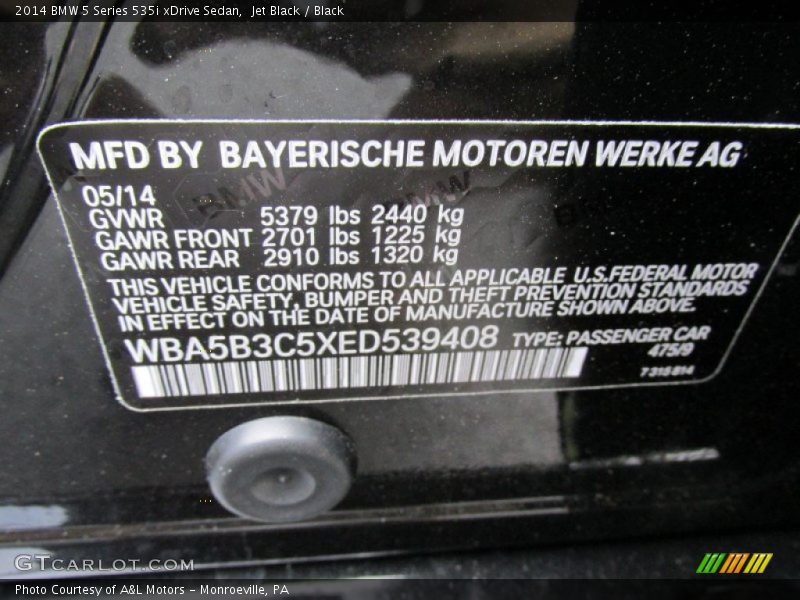 2014 BMW 5 Series 535i xDrive Sedan, Jet Black / Black
MFD BY BAYERISCHE MOTOREN WERKE AG
05/14
GVWR 5379 lbs 2440 kg
GAWR FRONT 2701 lbs 1225 kg
GAWR REAR 2910 lbs 1320 kg
THIS VEHICLE CONFORMS TO ALL APPLICABLE U.S.FEDERAL MOTOR
VEHICLE SAFETY, BUMPER AND THEFT PREVENTION STANDARDS
IN EFFECT ON THE DATE OF MANUFACTURE SHOWN ABOVE.
WBA5B3C5XED539408 TYPE: PASSENGER CAR
475/9
7 318 814
GTCARLOT.COM
Photo Courtesy of A&L Motors - Monroeville, PA